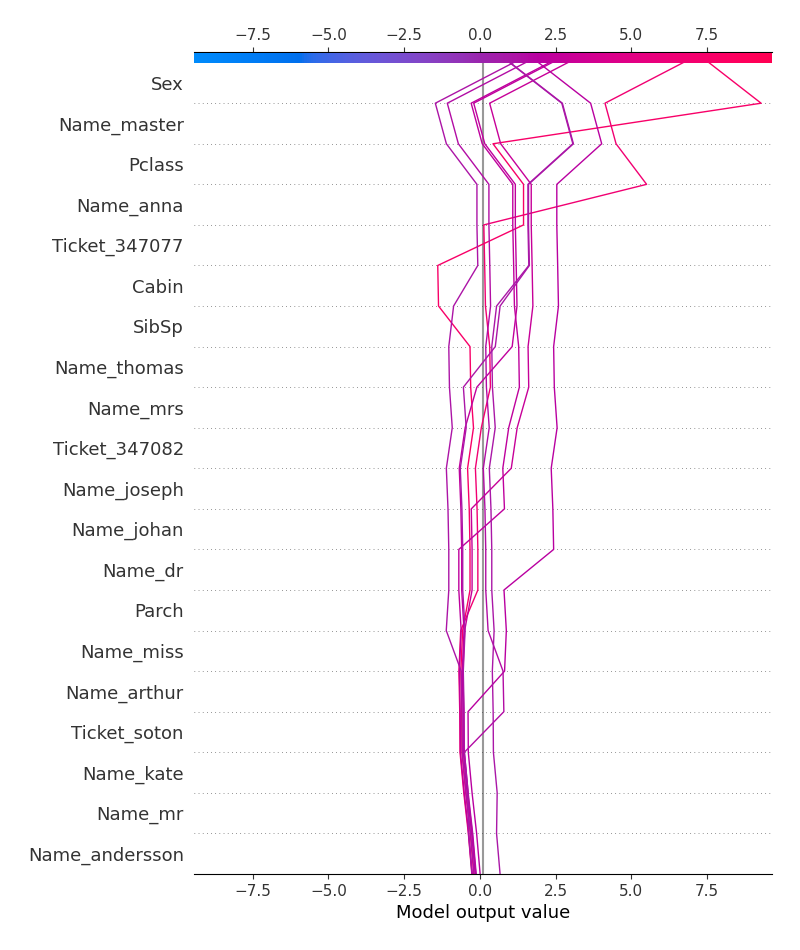 −7.5 −5.0 −2.5 0.0 2.5 5.0 7.5
Sex
Name_master
Pclass
Name_anna
Ticket_347077
Cabin
SibSp
Name_thomas
Name_mrs
Ticket_347082
Name_joseph
Name_johan
Name_dr
Parch
Name_miss
Name_arthur
Ticket_soton
Name_kate
Name_mr
Name_andersson
−7.5 −5.0 −2.5 0.0 2.5 5.0 7.5
Model output value